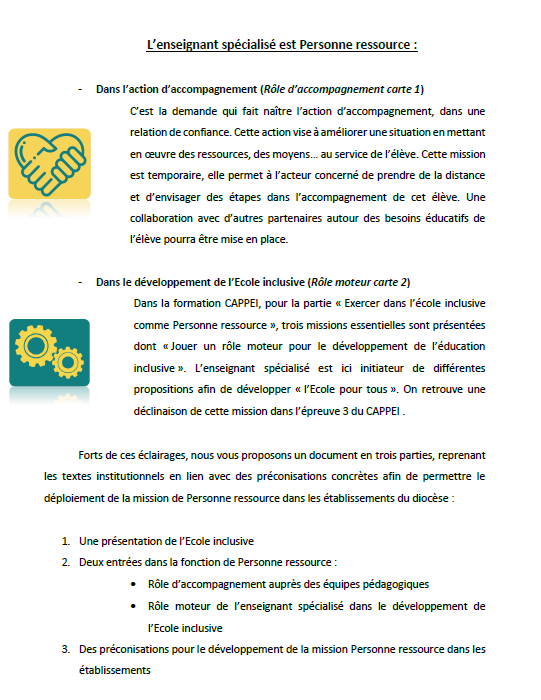 L’enseignant spécialisé est Personne ressource :
- Dans l’action d’accompagnement (Rôle d’accompagnement carte 1)
C’est la demande qui fait naître l’action d’accompagnement, dans une
relation de confiance. Cette action vise à améliorer une situation en mettant
en œuvre des ressources, des moyens… au service de l’élève. Cette mission
est temporaire, elle permet à l’acteur concerné de prendre de la distance
et d’envisager des étapes dans l’accompagnement de cet élève. Une
collaboration avec d’autres partenaires autour des besoins éducatifs de
l’élève pourra être mise en place.
- Dans le développement de l’Ecole inclusive (Rôle moteur carte 2)
Dans la formation CAPPEI, pour la partie « Exercer dans l’école inclusive
comme Personne ressource », trois missions essentielles sont présentées
dont « Jouer un rôle moteur pour le développement de l’éducation
inclusive ». L’enseignant spécialisé est ici initiateur de différentes
propositions afin de développer « l’Ecole pour tous ». On retrouve une
déclinaison de cette mission dans l’épreuve 3 du CAPPEI .
Forts de ces éclairages, nous vous proposons un document en trois parties, reprenant
les textes institutionnels en lien avec des préconisations concrètes afin de permettre le
déploiement de la mission de Personne ressource dans les établissements du diocèse :
1. Une présentation de l’Ecole inclusive
2. Deux entrées dans la fonction de Personne ressource :
• Rôle d’accompagnement auprès des équipes pédagogiques
• Rôle moteur de l’enseignant spécialisé dans le développement de
l’Ecole inclusive
3. Des préconisations pour le développement de la mission Personne ressource dans les
établissements